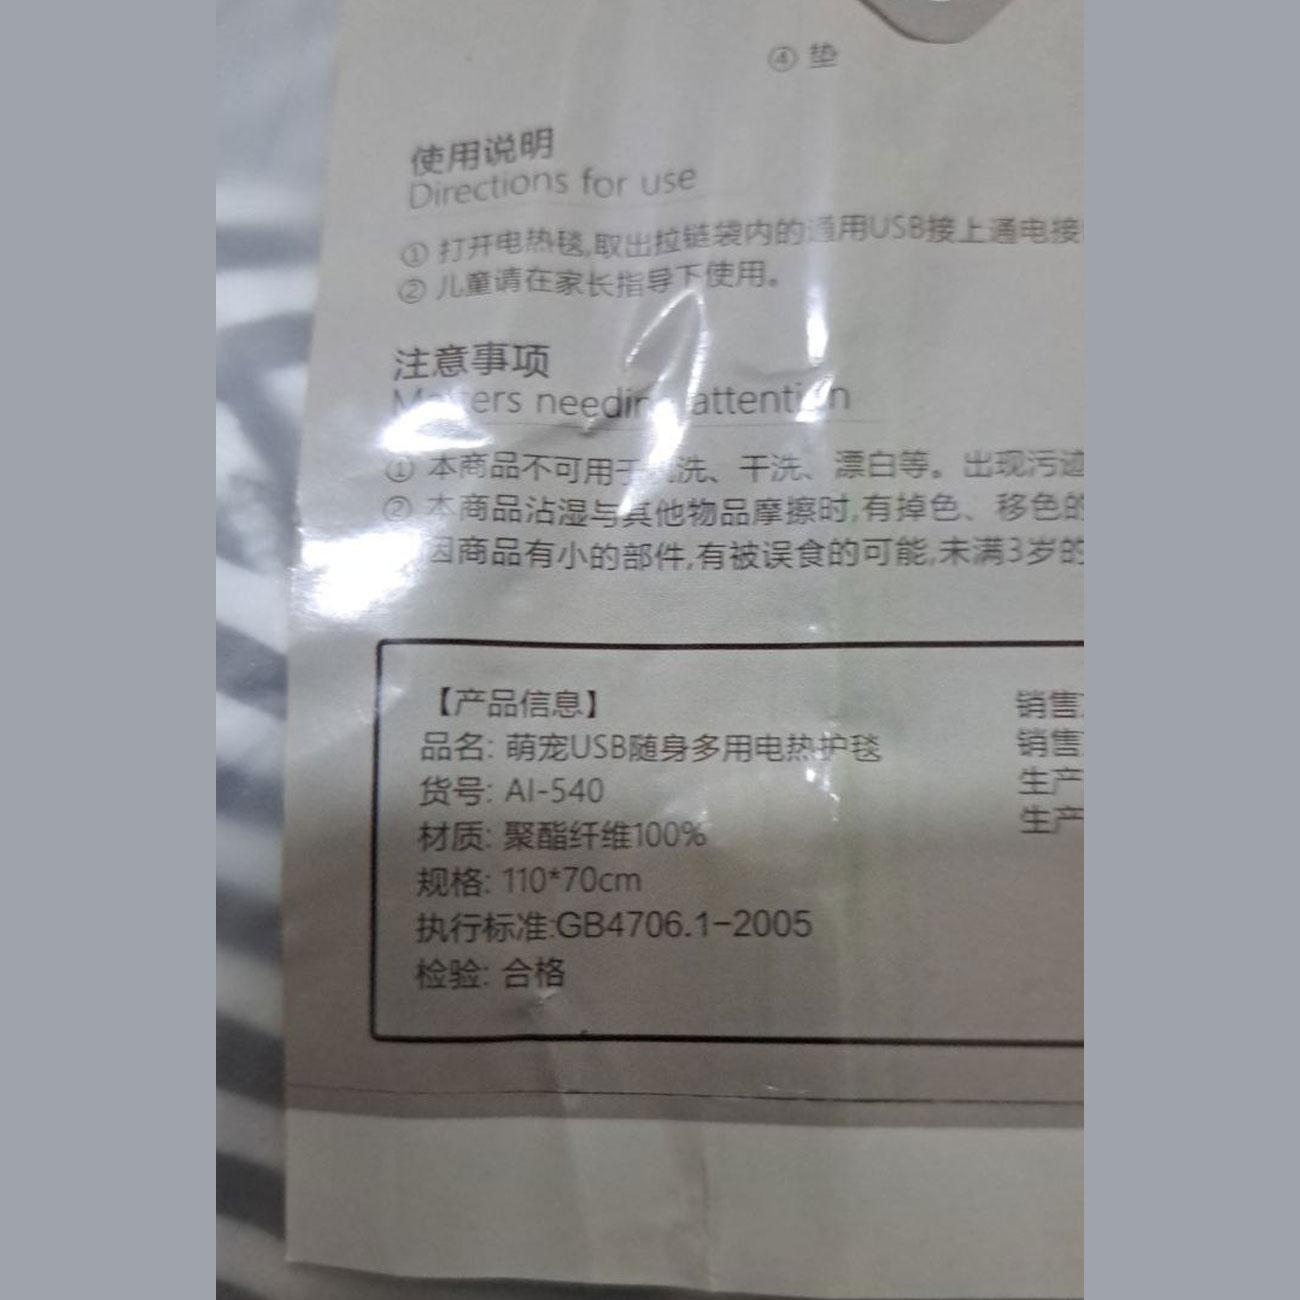 ④ 垫
使用说明
Directions for use
① 打开电热毯,取出拉链袋内的通用USB接上通电接
② 儿童请在家长指导下使用。
注意事项
Matters needing attention
① 本商品不可用于 洗、干洗、漂白等。出现污迹
② 本商品沾湿与其他物品摩擦时,有掉色、移色的
因商品有小的部件,有被误食的可能,未满3岁的
【产品信息】
品名: 萌宠USB随身多用电热护毯
货号: AI-540
材质: 聚酯纤维100%
规格: 110*70cm
执行标准:GB4706.1-2005
检验: 合格
销售
销售
生产
生产